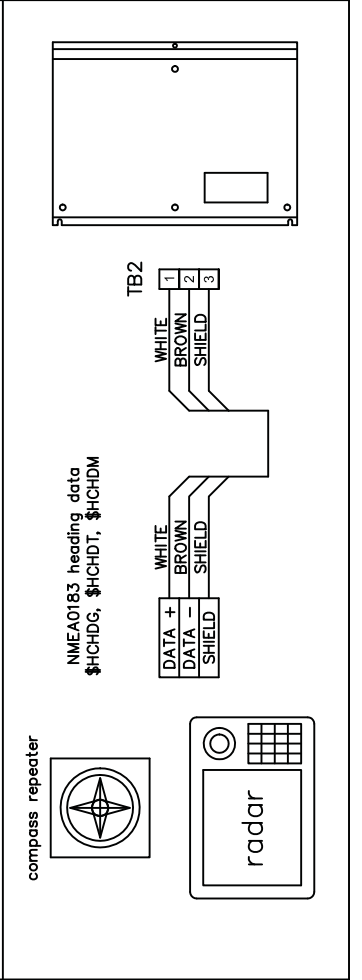 compass repeater
radar
NMEA0183 heading data
$HCHDG, $HCHDT, $HCHDM
DATA +
DATA -
SHIELD
WHITE
BROWN
SHIELD
WHITE
BROWN
SHIELD
TB2
1
2
3